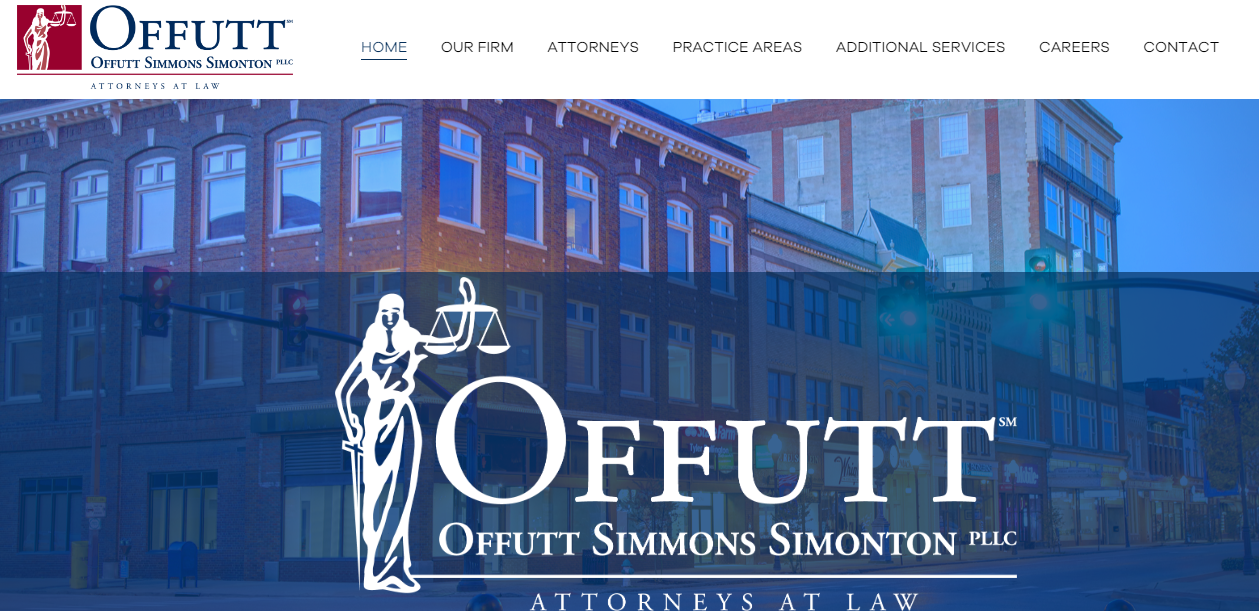 OFFUTT℠
OFFUTT SIMMONS SIMONTON PLLC
ATTORNEYS AT LAW
HOME OUR FIRM ATTORNEYS PRACTICE AREAS ADDITIONAL SERVICES CAREERS CONTACT
OFFUTT℠
OFFUTT SIMMONS SIMONTON PLLC
ATTORNEYS AT LAW